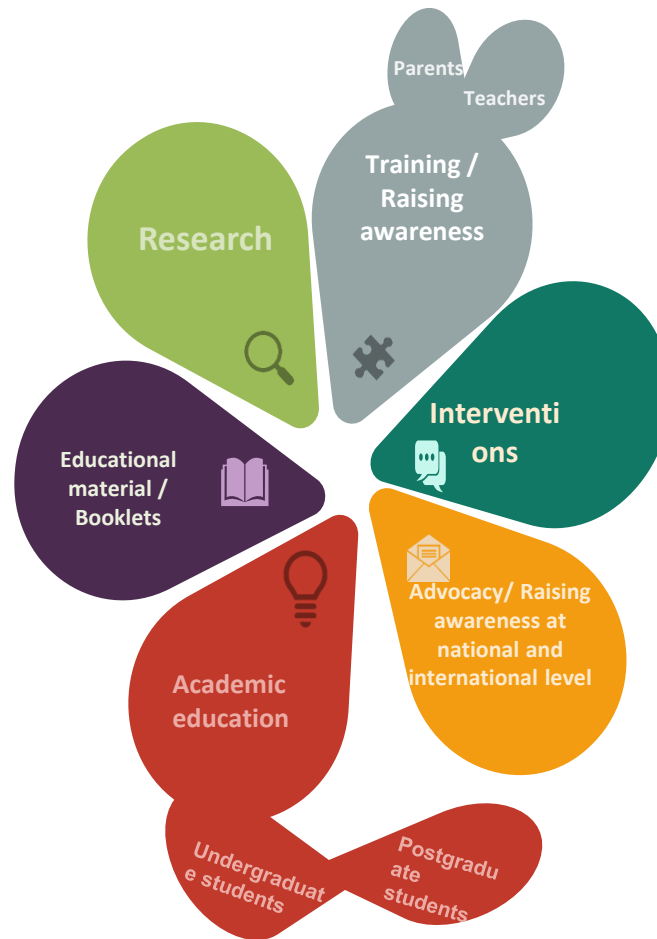 Parents
Teachers
Training /
Raising
awareness
Research
Interventi
ons
Educational
material /
Booklets
Advocacy/ Raising
awareness at
national and
international level
Academic
education
Undergraduat
e students
Postgradu
ate
students